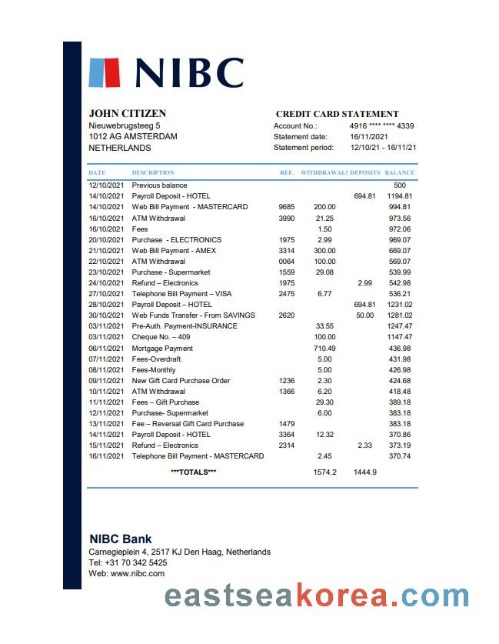 NIBC
JOHN CITIZEN
Nieuwebrugsteeg 5
1012 AG AMSTERDAM
NETHERLANDS
CREDIT CARD STATEMENT
Account No.: 4916 **** **** 4339
Statement date: 16/11/2021
Statement period: 12/10/21 - 16/11/21
DATE DESCRIPTION REF. WITHDRAWAL! DEPOSITS BALANCE
12/10/2021 Previous balance 500
14/10/2021 Payroll Deposit - HOTEL 694.81 1194.81
14/10/2021 Web Bill Payment - MASTERCARD 9685 200.00 994.81
16/10/2021 ATM Withdrawal 3990 21.25 973.56
16/10/2021 Fees 1.50 972.06
20/10/2021 Purchase - ELECTRONICS 1975 2.99 969.07
21/10/2021 Web Bill Payment - AMEX 3314 300.00 669.07
22/10/2021 ATM Withdrawal 0064 100.00 569.07
23/10/2021 Purchase - Supermarket 1559 29.08 539.99
24/10/2021 Refund – Electronics 1975 2.99 542.98
27/10/2021 Telephone Bill Payment – VISA 2475 6.77 536.21
28/10/2021 Payroll Deposit – HOTEL 694.81 1231.02
30/10/2021 Web Funds Transfer - From SAVINGS 2620 50.00 1281.02
03/11/2021 Pre-Auth. Payment-INSURANCE 33.55 1247.47
03/11/2021 Cheque No. – 409 100.00 1147.47
06/11/2021 Mortgage Payment 710.49 436.98
07/11/2021 Fees-Overdraft 5.00 431.98
08/11/2021 Fees-Monthly 5.00 426.98
09/11/2021 New Gift Card Purchase Order 1236 2.30 424.68
10/11/2021 ATM Withdrawal 1366 6.20 418.48
11/11/2021 Fees – Gift Purchase 29.30 389.18
12/11/2021 Purchase- Supermarket 6.00 383.18
13/11/2021 Fee – Reversal Gift Card Purchase 1479 383.18
14/11/2021 Payroll Deposit - HOTEL 3364 12.32 370.86
15/11/2021 Refund – Electronics 2314 2.33 373.19
16/11/2021 Telephone Bill Payment - MASTERCARD 2.45 370.74
***TOTALS*** 1574.2 1444.9
NIBC Bank
Carnegieplein 4, 2517 KJ Den Haag, Netherlands
Tel: +31 70 342 5425
Web: www.nibc.com
eastseakorea.com